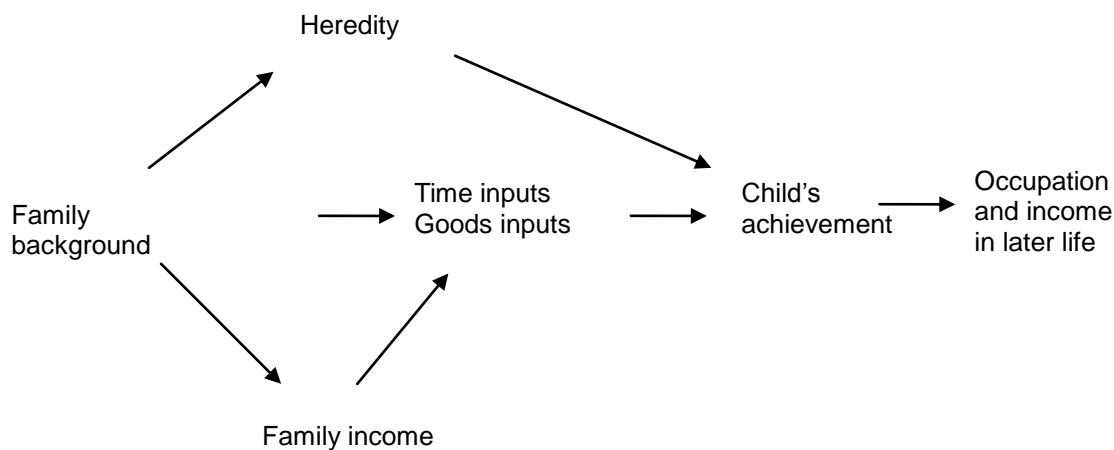 Heredity
Family
background
Time inputs
Goods inputs
Child's
achievement
Occupation
and income
in later life
Family income